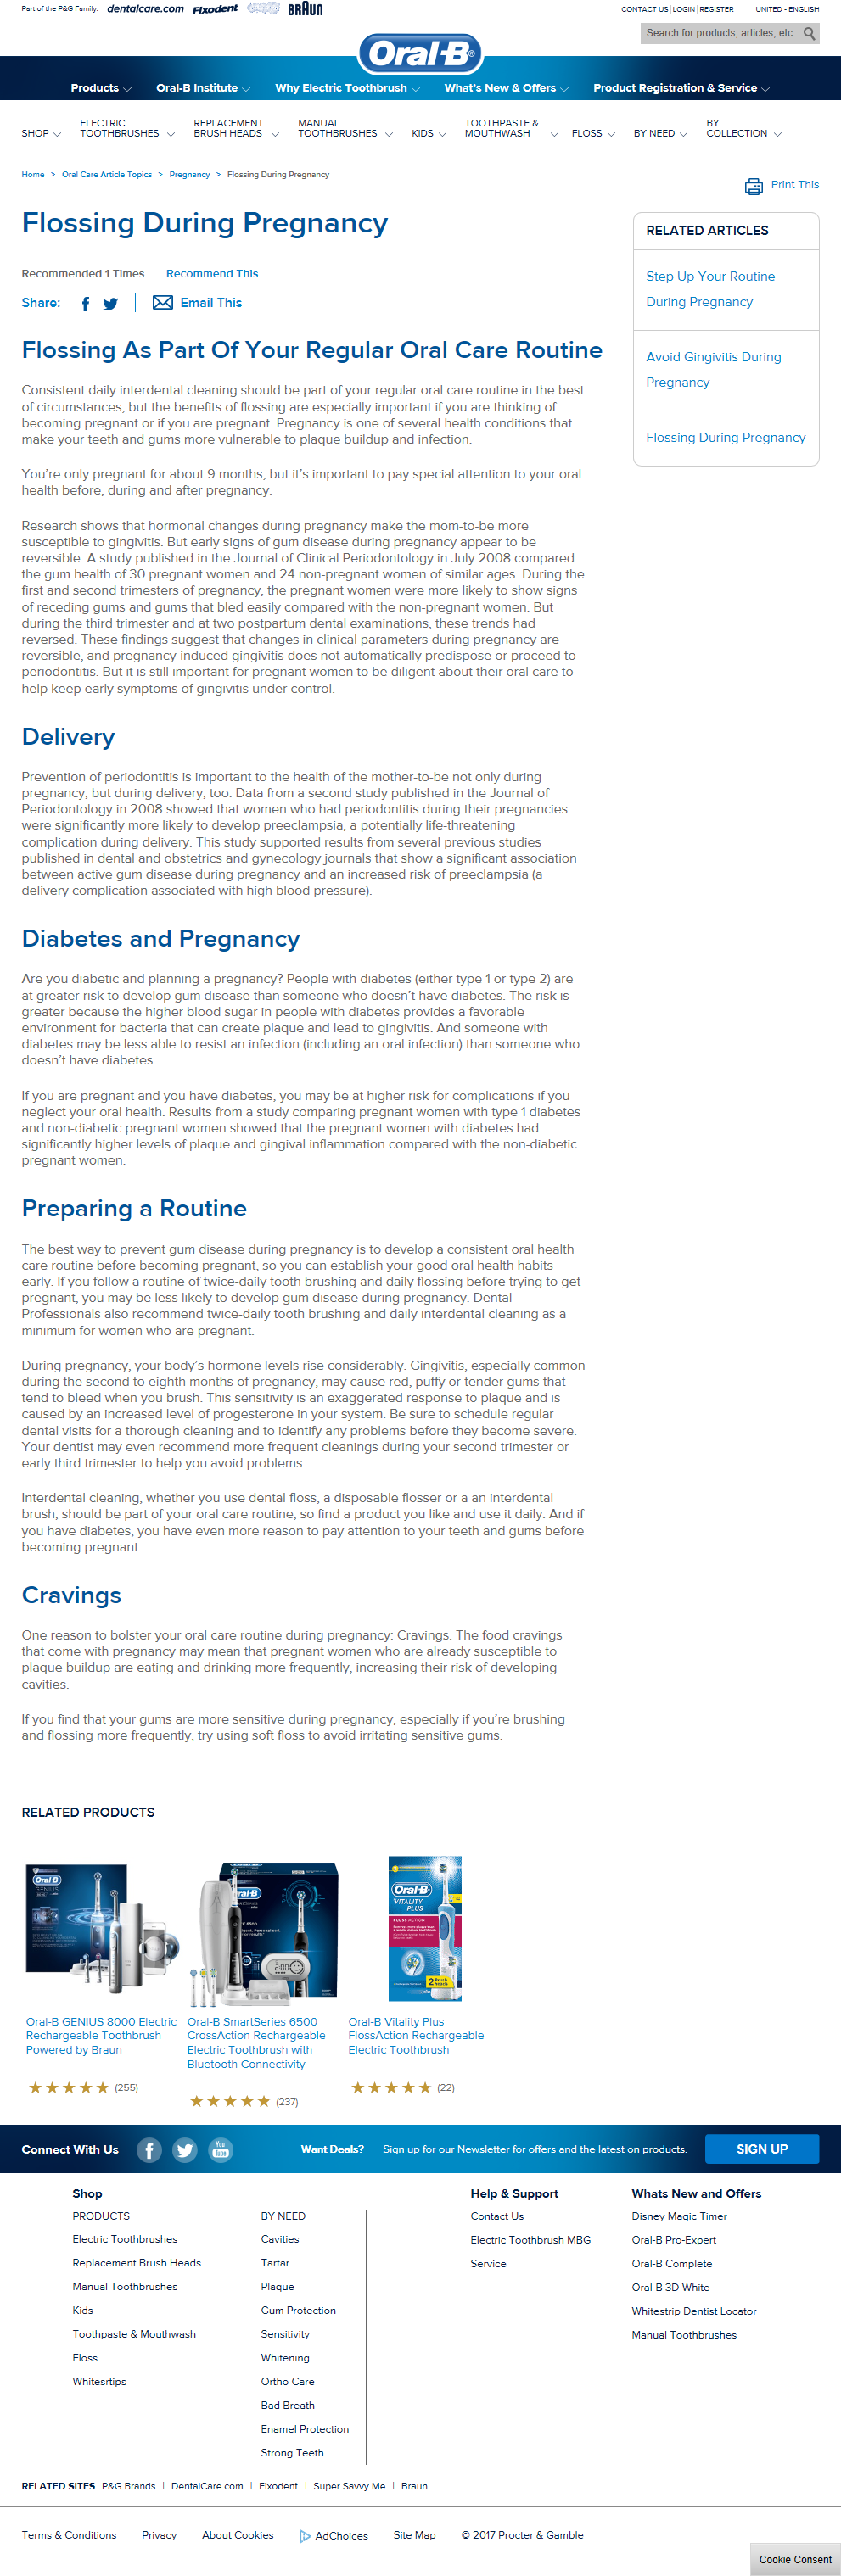 Part of the P&G Family: dentalcare.com Fixodent BRAUN
CONTACT US | LOGIN | REGISTER UNITED - ENGLISH
Search for products, articles, etc.
Oral-B
Products Oral-B Institute Why Electric Toothbrush What's New & Offers Product Registration & Service
SHOP
ELECTRIC
TOOTHBRUSHES
REPLACEMENT
BRUSH HEADS
MANUAL
TOOTHBRUSHES
KIDS
TOOTHPASTE &
MOUTHWASH
FLOSS
BY NEED
BY
COLLECTION
Home > Oral Care Article Topics > Pregnancy > Flossing During Pregnancy
Print This
Flossing During Pregnancy
Recommended 1 Times Recommend This
Share: Email This
RELATED ARTICLES
Step Up Your Routine
During Pregnancy
Avoid Gingivitis During
Pregnancy
Flossing During Pregnancy
Flossing As Part Of Your Regular Oral Care Routine
Consistent daily interdental cleaning should be part of your regular oral care routine in the best
of circumstances, but the benefits of flossing are especially important if you are thinking of
becoming pregnant or if you are pregnant. Pregnancy is one of several health conditions that
make your teeth and gums more vulnerable to plaque buildup and infection.
You're only pregnant for about 9 months, but it's important to pay special attention to your oral
health before, during and after pregnancy.
Research shows that hormonal changes during pregnancy make the mom-to-be more
susceptible to gingivitis. But early signs of gum disease during pregnancy appear to be
reversible. A study published in the Journal of Clinical Periodontology in July 2008 compared
the gum health of 30 pregnant women and 24 non-pregnant women of similar ages. During the
first and second trimesters of pregnancy, the pregnant women were more likely to show signs
of receding gums and gums that bled easily compared with the non-pregnant women. But
during the third trimester and at two postpartum dental examinations, these trends had
reversed. These findings suggest that changes in clinical parameters during pregnancy are
reversible, and pregnancy-induced gingivitis does not automatically predispose or proceed to
periodontitis. But it is still important for pregnant women to be diligent about their oral care to
help keep early symptoms of gingivitis under control.
Delivery
Prevention of periodontitis is important to the health of the mother-to-be not only during
pregnancy, but during delivery, too. Data from a second study published in the Journal of
Periodontology in 2008 showed that women who had periodontitis during their pregnancies
were significantly more likely to develop preeclampsia, a potentially life-threatening
complication during delivery. This study supported results from several previous studies
published in dental and obstetrics and gynecology journals that show a significant association
between active gum disease during pregnancy and an increased risk of preeclampsia (a
delivery complication associated with high blood pressure).
Diabetes and Pregnancy
Are you diabetic and planning a pregnancy? People with diabetes (either type 1 or type 2) are
at greater risk to develop gum disease than someone who doesn't have diabetes. The risk is
greater because the higher blood sugar in people with diabetes provides a favorable
environment for bacteria that can create plaque and lead to gingivitis. And someone with
diabetes may be less able to resist an infection (including an oral infection) than someone who
doesn't have diabetes.
If you are pregnant and you have diabetes, you may be at higher risk for complications if you
neglect your oral health. Results from a study comparing pregnant women with type 1 diabetes
and non-diabetic pregnant women showed that the pregnant women with diabetes had
significantly higher levels of plaque and gingival inflammation compared with the non-diabetic
pregnant women.
Preparing a Routine
The best way to prevent gum disease during pregnancy is to develop a consistent oral health
care routine before becoming pregnant, so you can establish your good oral health habits
early. If you follow a routine of twice-daily tooth brushing and daily flossing before trying to get
pregnant, you may be less likely to develop gum disease during pregnancy. Dental
Professionals also recommend twice-daily tooth brushing and daily interdental cleaning as a
minimum for women who are pregnant.
During pregnancy, your body's hormone levels rise considerably. Gingivitis, especially common
during the second to eighth months of pregnancy, may cause red, puffy or tender gums that
tend to bleed when you brush. This sensitivity is an exaggerated response to plaque and is
caused by an increased level of progesterone in your system. Be sure to schedule regular
dental visits for a thorough cleaning and to identify any problems before they become severe.
Your dentist may even recommend more frequent cleanings during your second trimester or
early third trimester to help you avoid problems.
Interdental cleaning, whether you use dental floss, a disposable flosser or a an interdental
brush, should be part of your oral care routine, so find a product you like and use it daily. And if
you have diabetes, you have even more reason to pay attention to your teeth and gums before
becoming pregnant.
Cravings
One reason to bolster your oral care routine during pregnancy: Cravings. The food cravings
that come with pregnancy may mean that pregnant women who are already susceptible to
plaque buildup are eating and drinking more frequently, increasing their risk of developing
cavities.
If you find that your gums are more sensitive during pregnancy, especially if you're brushing
and flossing more frequently, try using soft floss to avoid irritating sensitive gums.
RELATED PRODUCTS
Oral-B
GENIUS
Oral-B
VITALITY
PLUS
FLOSS ACTION
2 Brush
Heads
Oral-B GENIUS 8000 Electric
Rechargeable Toothbrush
Powered by Braun
(255)
Oral-B SmartSeries 6500
CrossAction Rechargeable
Electric Toothbrush with
Bluetooth Connectivity
(237)
Oral-B Vitality Plus
FlossAction Rechargeable
Electric Toothbrush
(22)
Connect With Us You Tube Want Deals? Sign up for our Newsletter for offers and the latest on products. SIGN UP
Shop
PRODUCTS
Electric Toothbrushes
Replacement Brush Heads
Manual Toothbrushes
Kids
Toothpaste & Mouthwash
Floss
Whitesrtips
BY NEED
Cavities
Tartar
Plaque
Gum Protection
Sensitivity
Whitening
Ortho Care
Bad Breath
Enamel Protection
Strong Teeth
Help & Support
Contact Us
Electric Toothbrush MBG
Service
Whats New and Offers
Disney Magic Timer
Oral-B Pro-Expert
Oral-B Complete
Oral-B 3D White
Whitestrip Dentist Locator
Manual Toothbrushes
RELATED SITES P&G Brands | DentalCare.com | Fixodent | Super Savvy Me | Braun
Terms & Conditions Privacy About Cookies AdChoices Site Map © 2017 Procter & Gamble
Cookie Consent